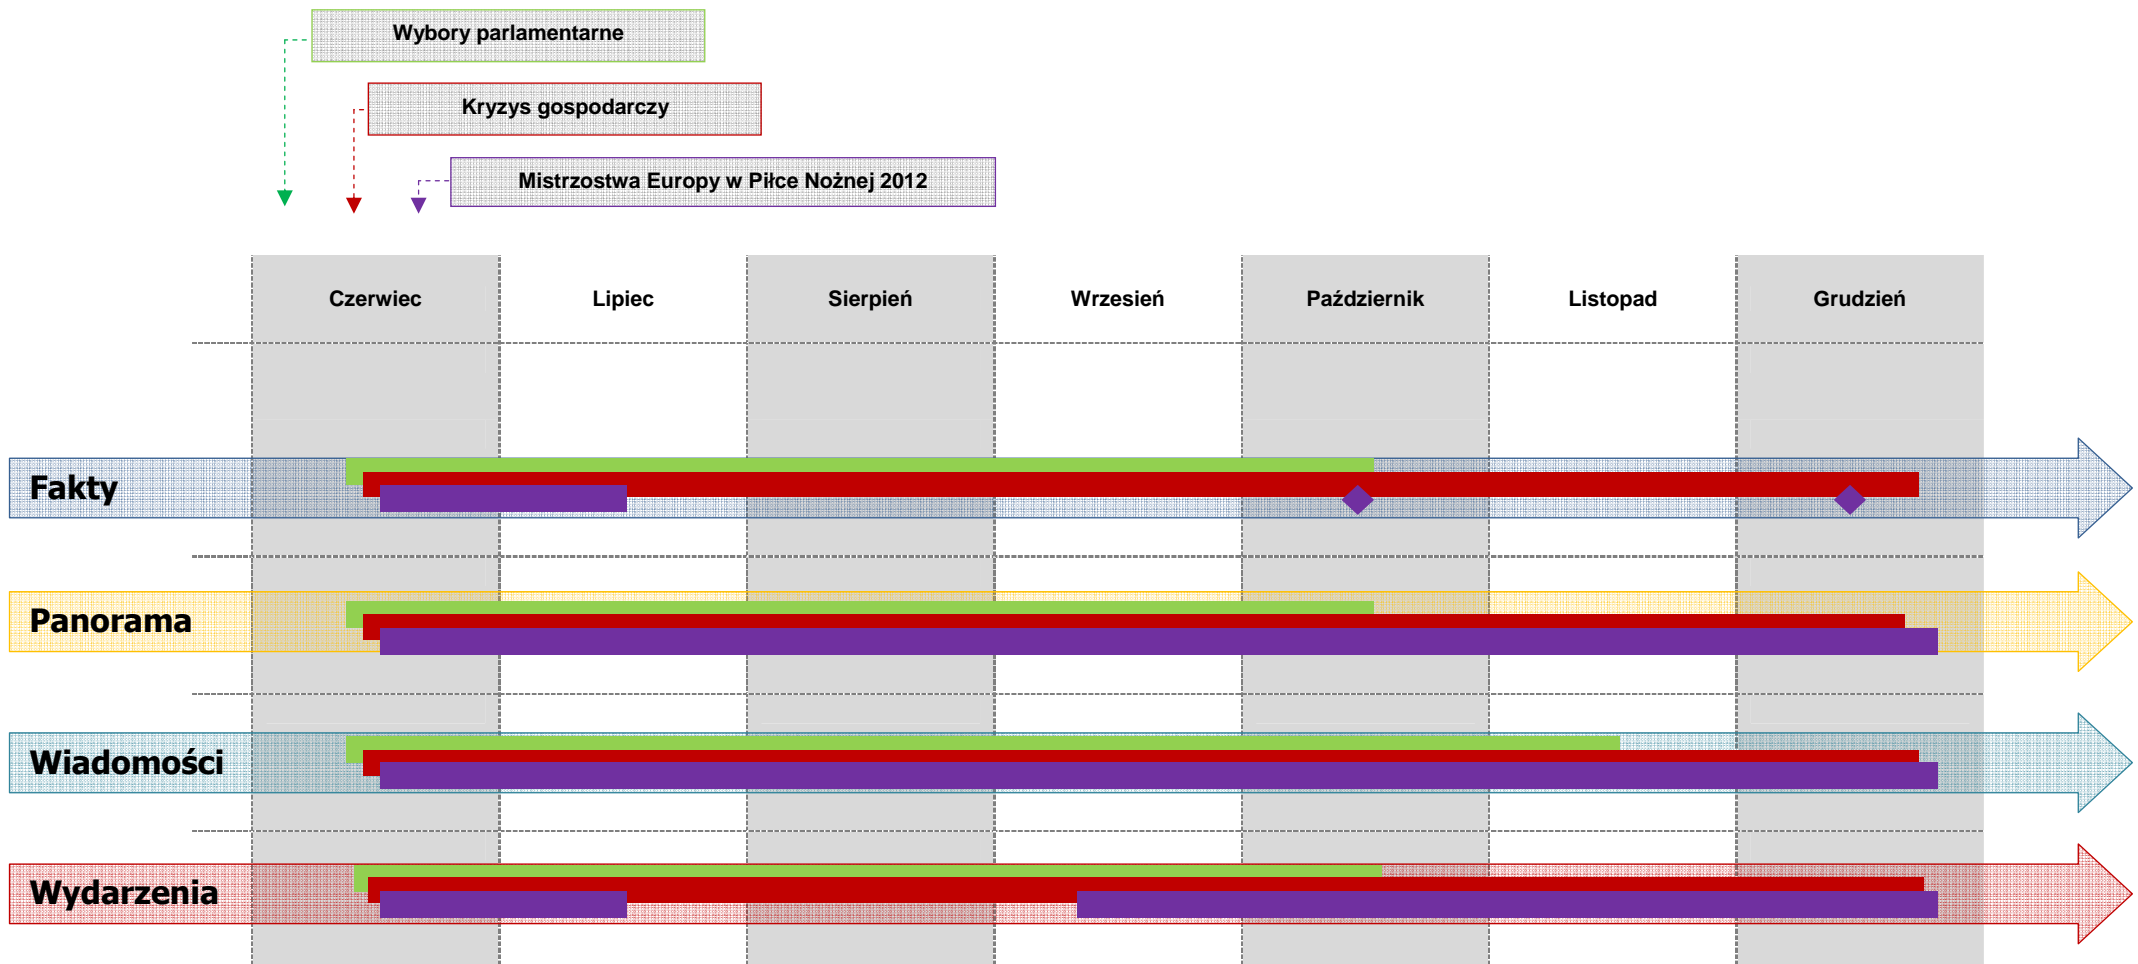 Wybory parlamentarne
Kryzys gospodarczy
Mistrzostwa Europy w Piłce Nożnej 2012
Czerwiec Lipiec Sierpień Wrzesień Październik Listopad Grudzień
Fakty
Panorama
Wiadomości
Wydarzenia